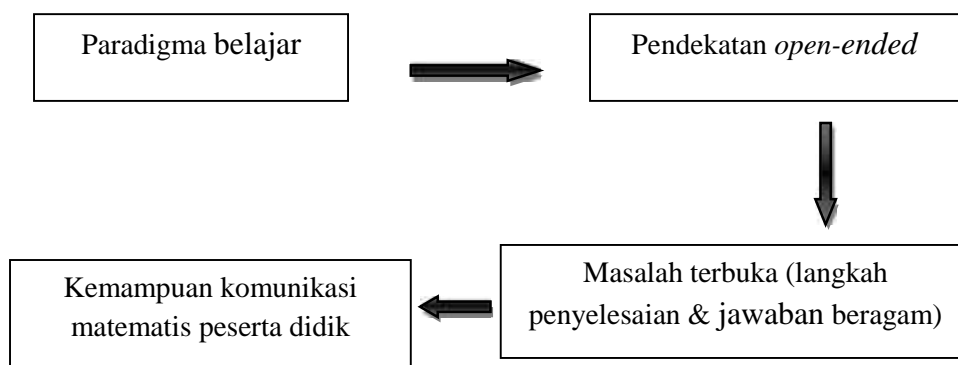 Paradigma belajar
Pendekatan open-ended
Masalah terbuka (langkah
penyelesaian & jawaban beragam)
Kemampuan komunikasi
matematis peserta didik